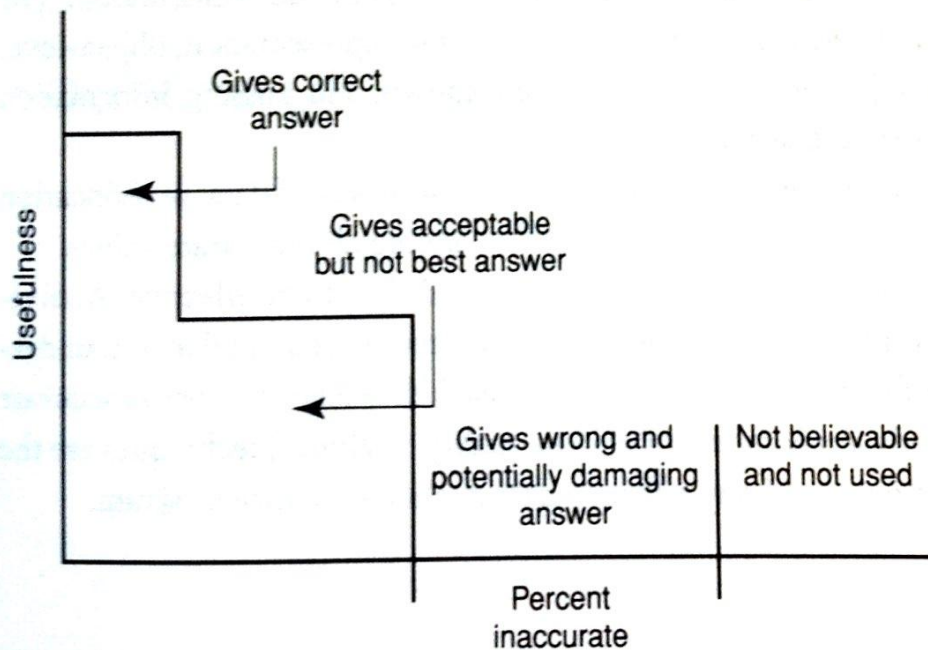 Gives correct
answer
Usefulness
Gives acceptable
but not best answer
Gives wrong and
potentially damaging
answer
Not believable
and not used
Percent
inaccurate